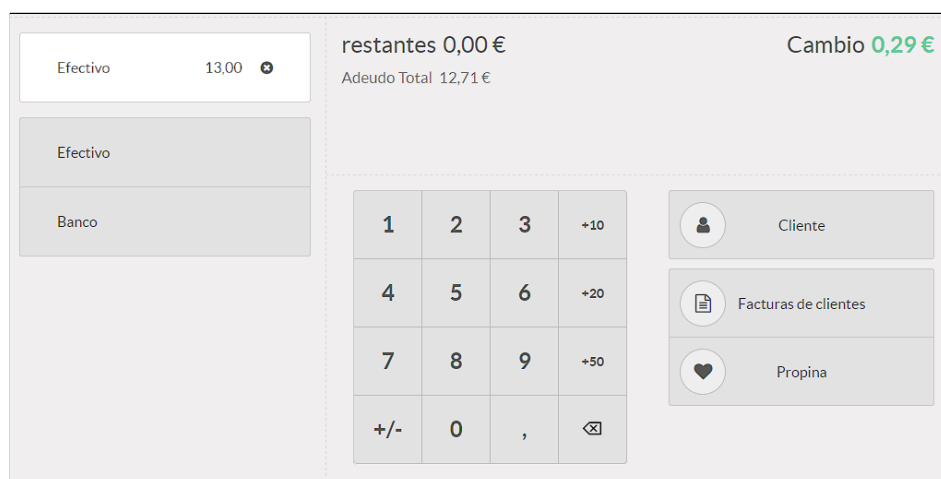 Efectivo 13,00
Efectivo
Banco
restantes 0,00 €
Adeudo Total 12,71 €
Cambio 0,29 €
1 2 3 +10
4 5 6 +20
7 8 9 +50
+/- 0 ,
Cliente
Facturas de clientes
Propina